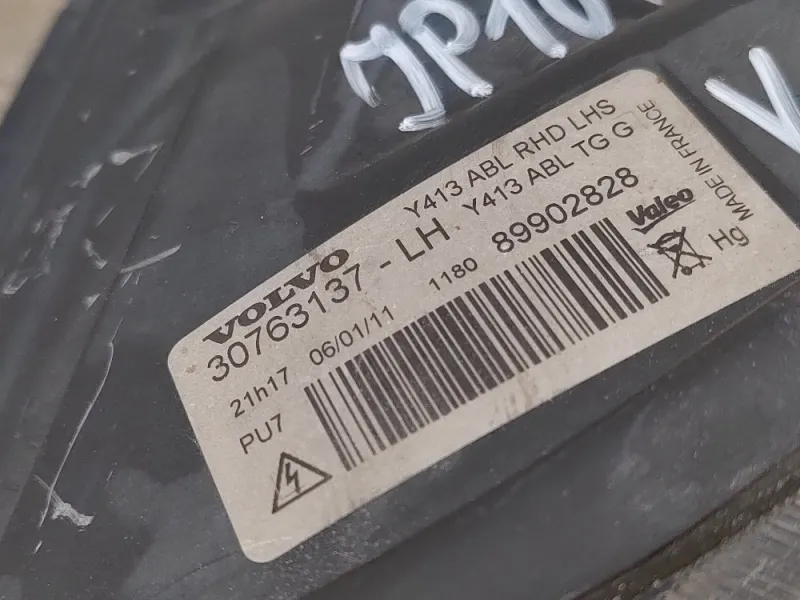 JP10
Y
Y413 ABL RHD LHS
Y413 ABL TG G
VOLVO
30763137 - LH
1180
89902828
21h17
06/01/11
PU7
Valeo
Hg
MADE IN FRANCE